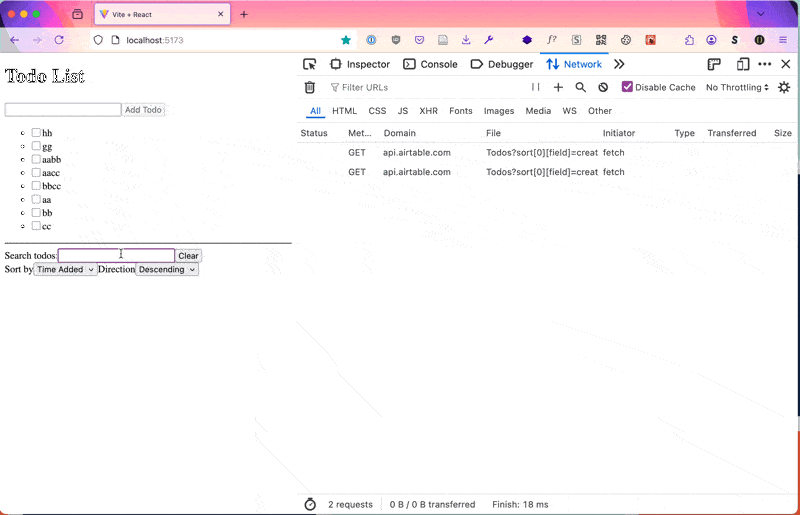 Vite + React
localhost:5173
Todo List
Add Todo
hh
gg
aabb
aacc
bbcc
aa
bb
cc
Search todos:
Clear
Sort by Time Added Direction Descending
Inspector Console Debugger Network
Filter URLs
Disable Cache No Throttling
All HTML CSS JS XHR Fonts Images Media WS Other
Status Met... Domain File Initiator Type Transferred Size
GET api.airtable.com Todos?sort[0][field]=creat fetch
GET api.airtable.com Todos?sort[0][field]=creat fetch
2 requests 0 B / 0 B transferred Finish: 18 ms